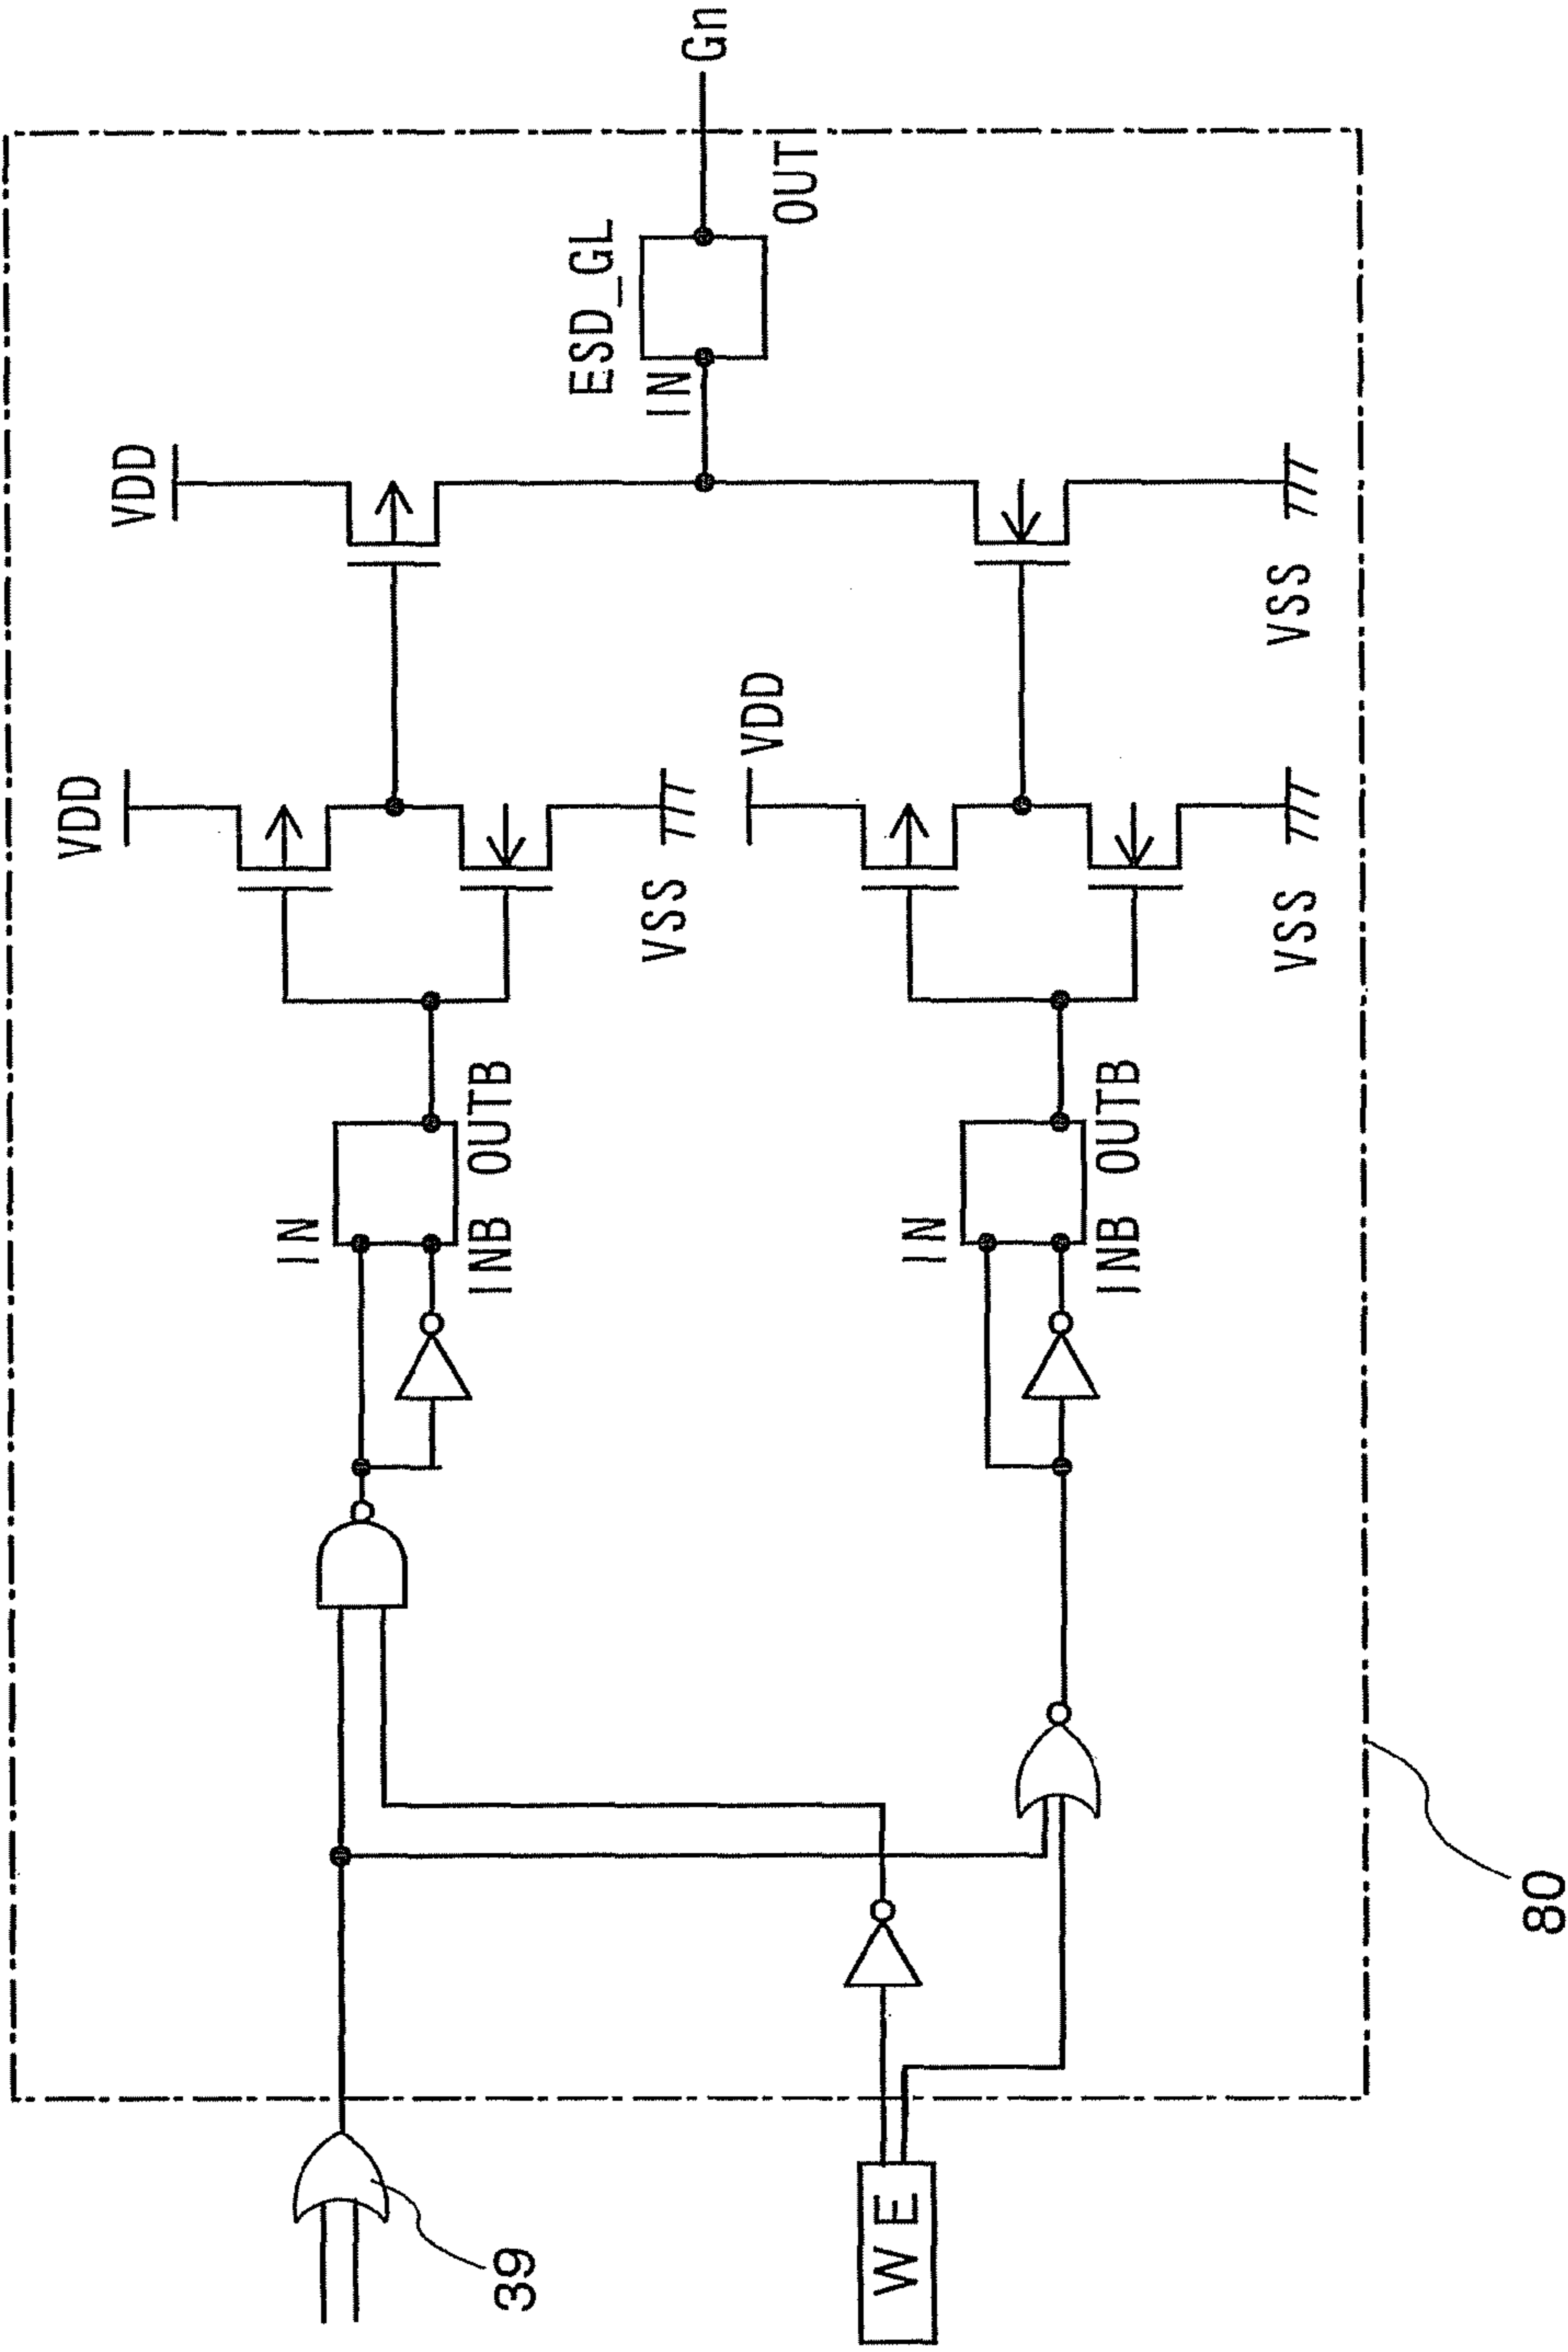 VDD
VDD
IN
INB OUTB
39
ESD_GL
VSS
IN
Gn
VDD
OUT
WE
IN
INB OUTB
VSS
VSS
80